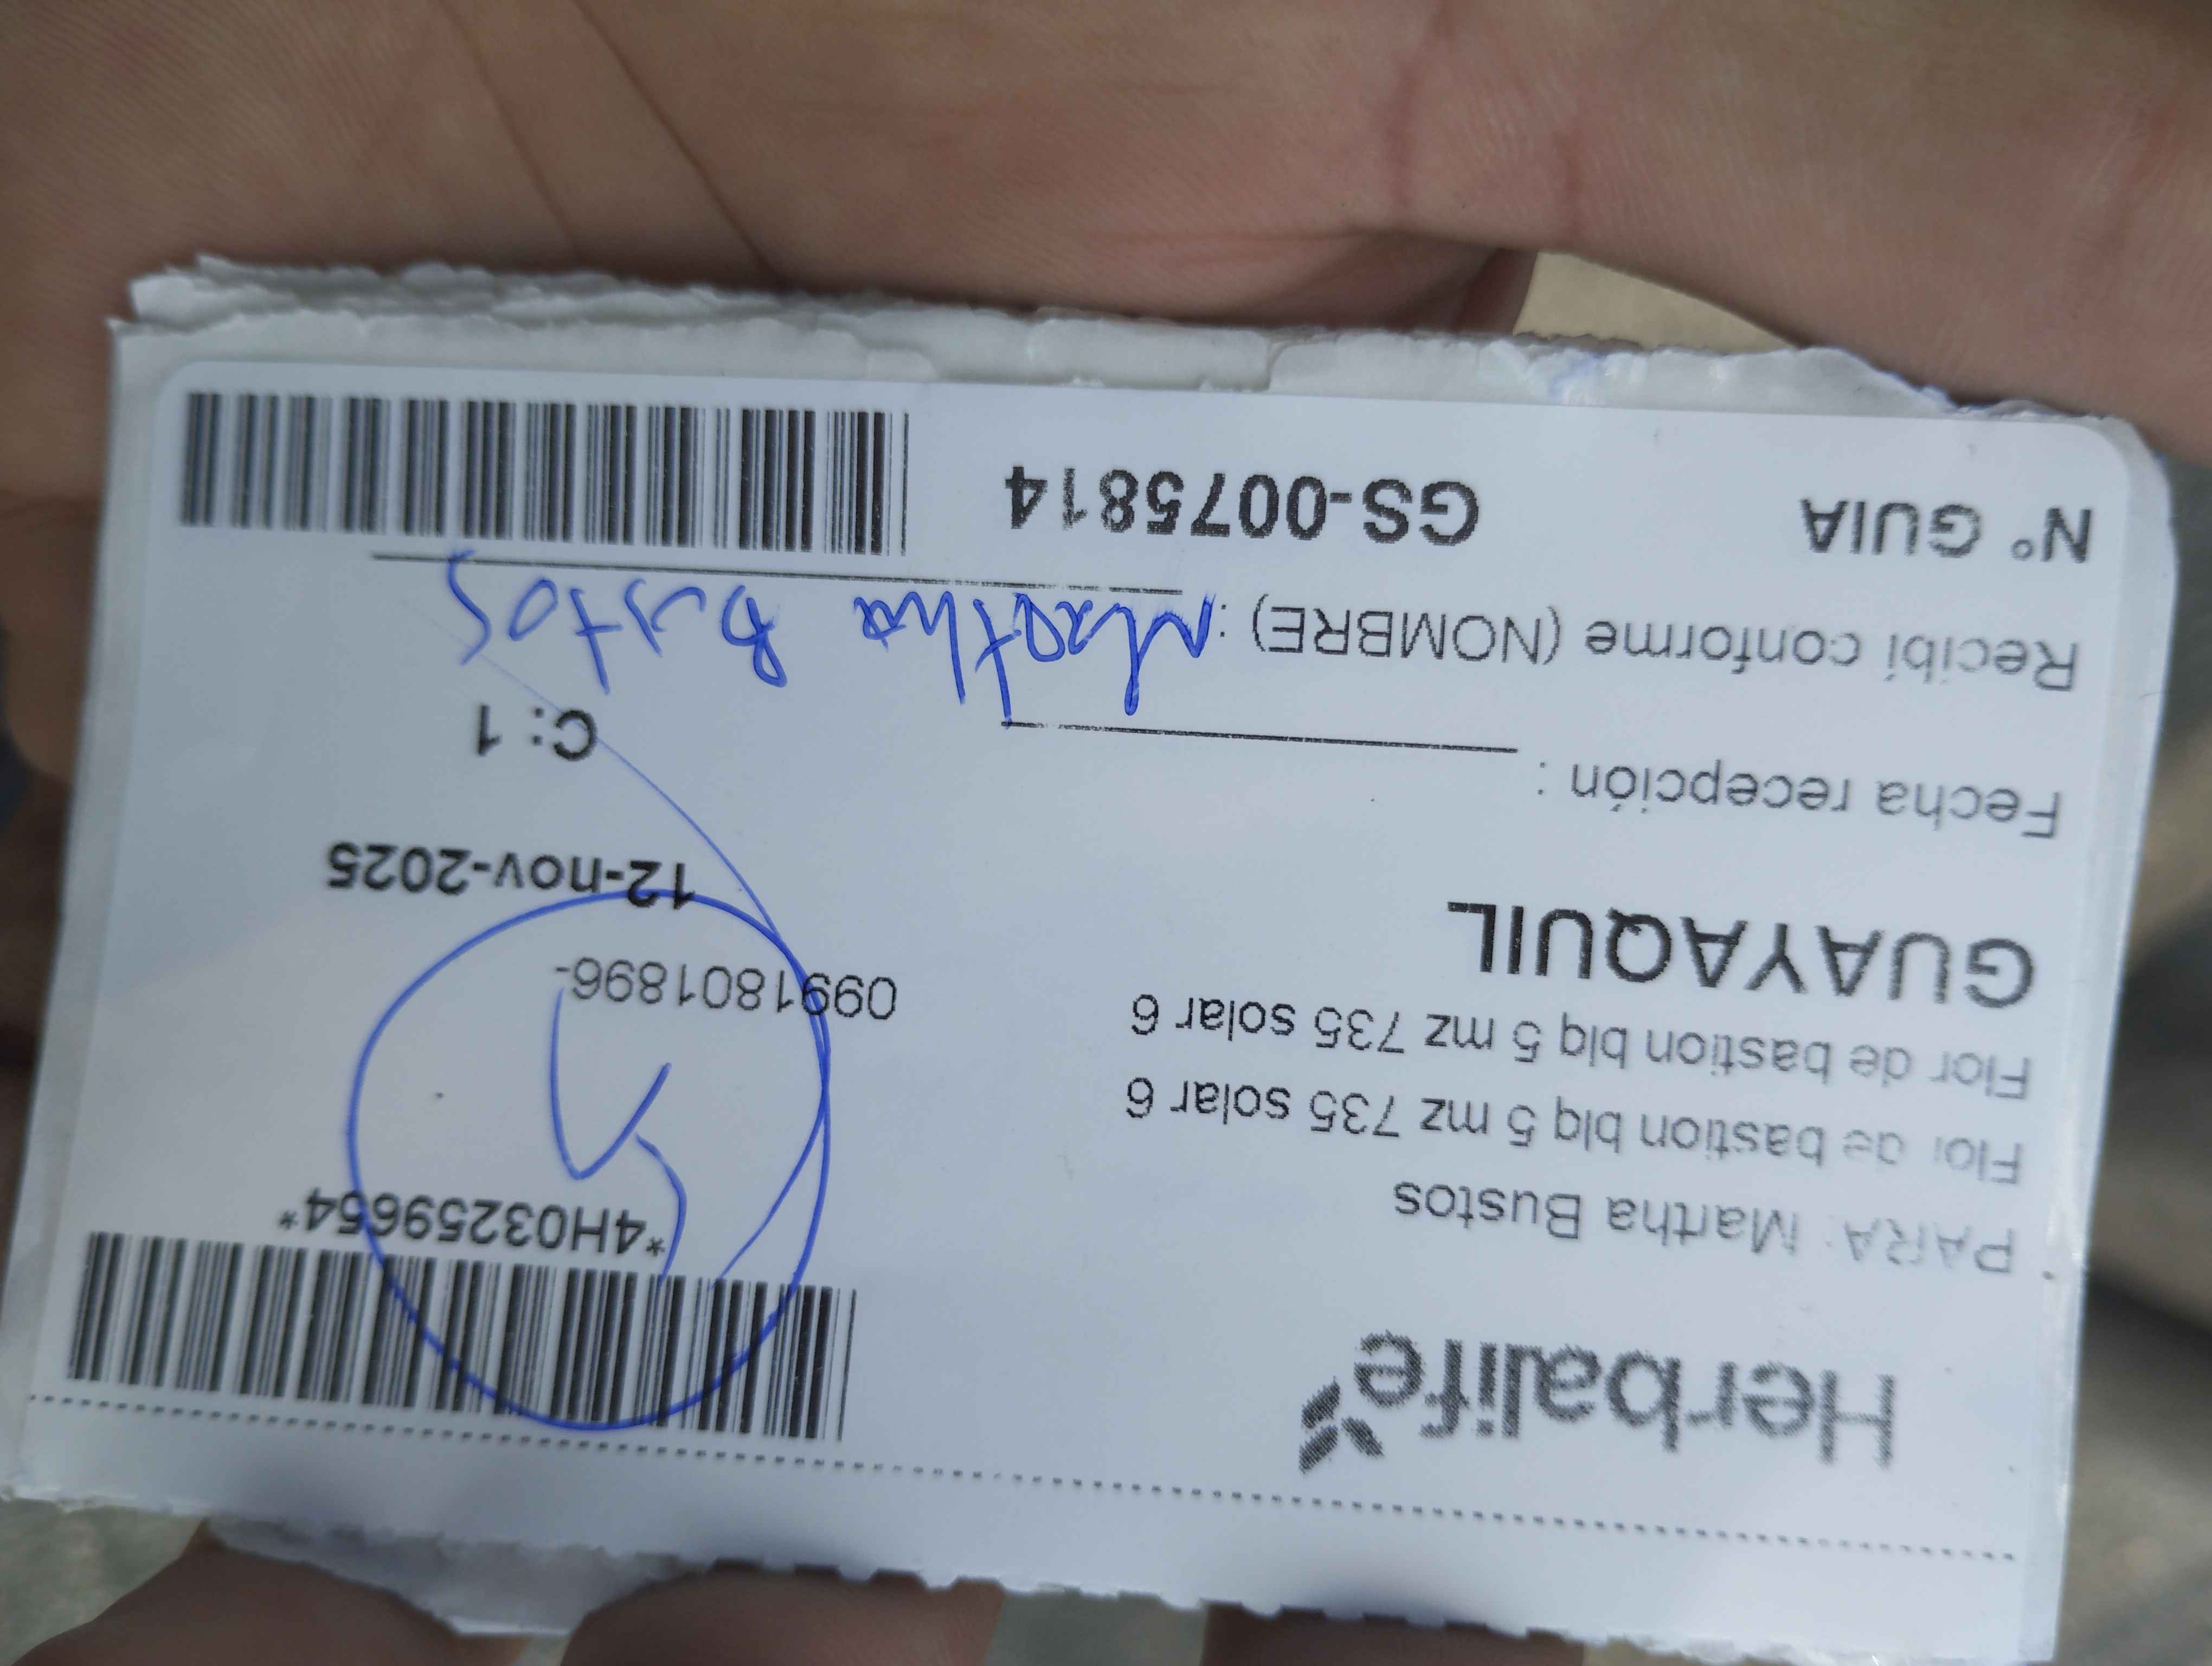 Herbalife
*4H03259654*
PARA: Martha Bustos
Flor de bastion blq 5 mz 735 solar 6
Flor de bastion blq 5 mz 735 solar 6
0991801896-
GUAYAQUIL
12-nov-2025
Fecha recepción :
C: 1
Recibí conforme (NOMBRE) : Martha Bustos
N° GUIA GS-0075814